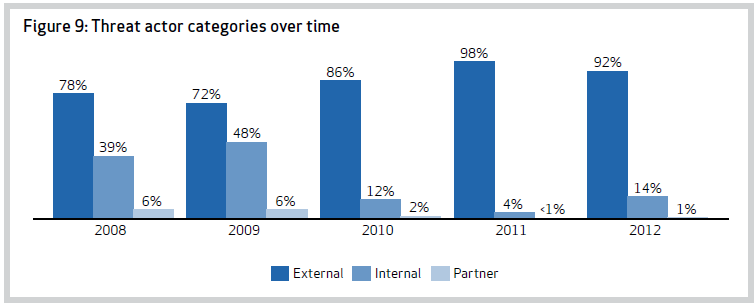 Figure 9: Threat actor categories over time
78% 39% 6% 72% 48% 6% 86% 12% 2% 98% 4% <1% 92% 14% 1%
2008 2009 2010 2011 2012
External Internal Partner